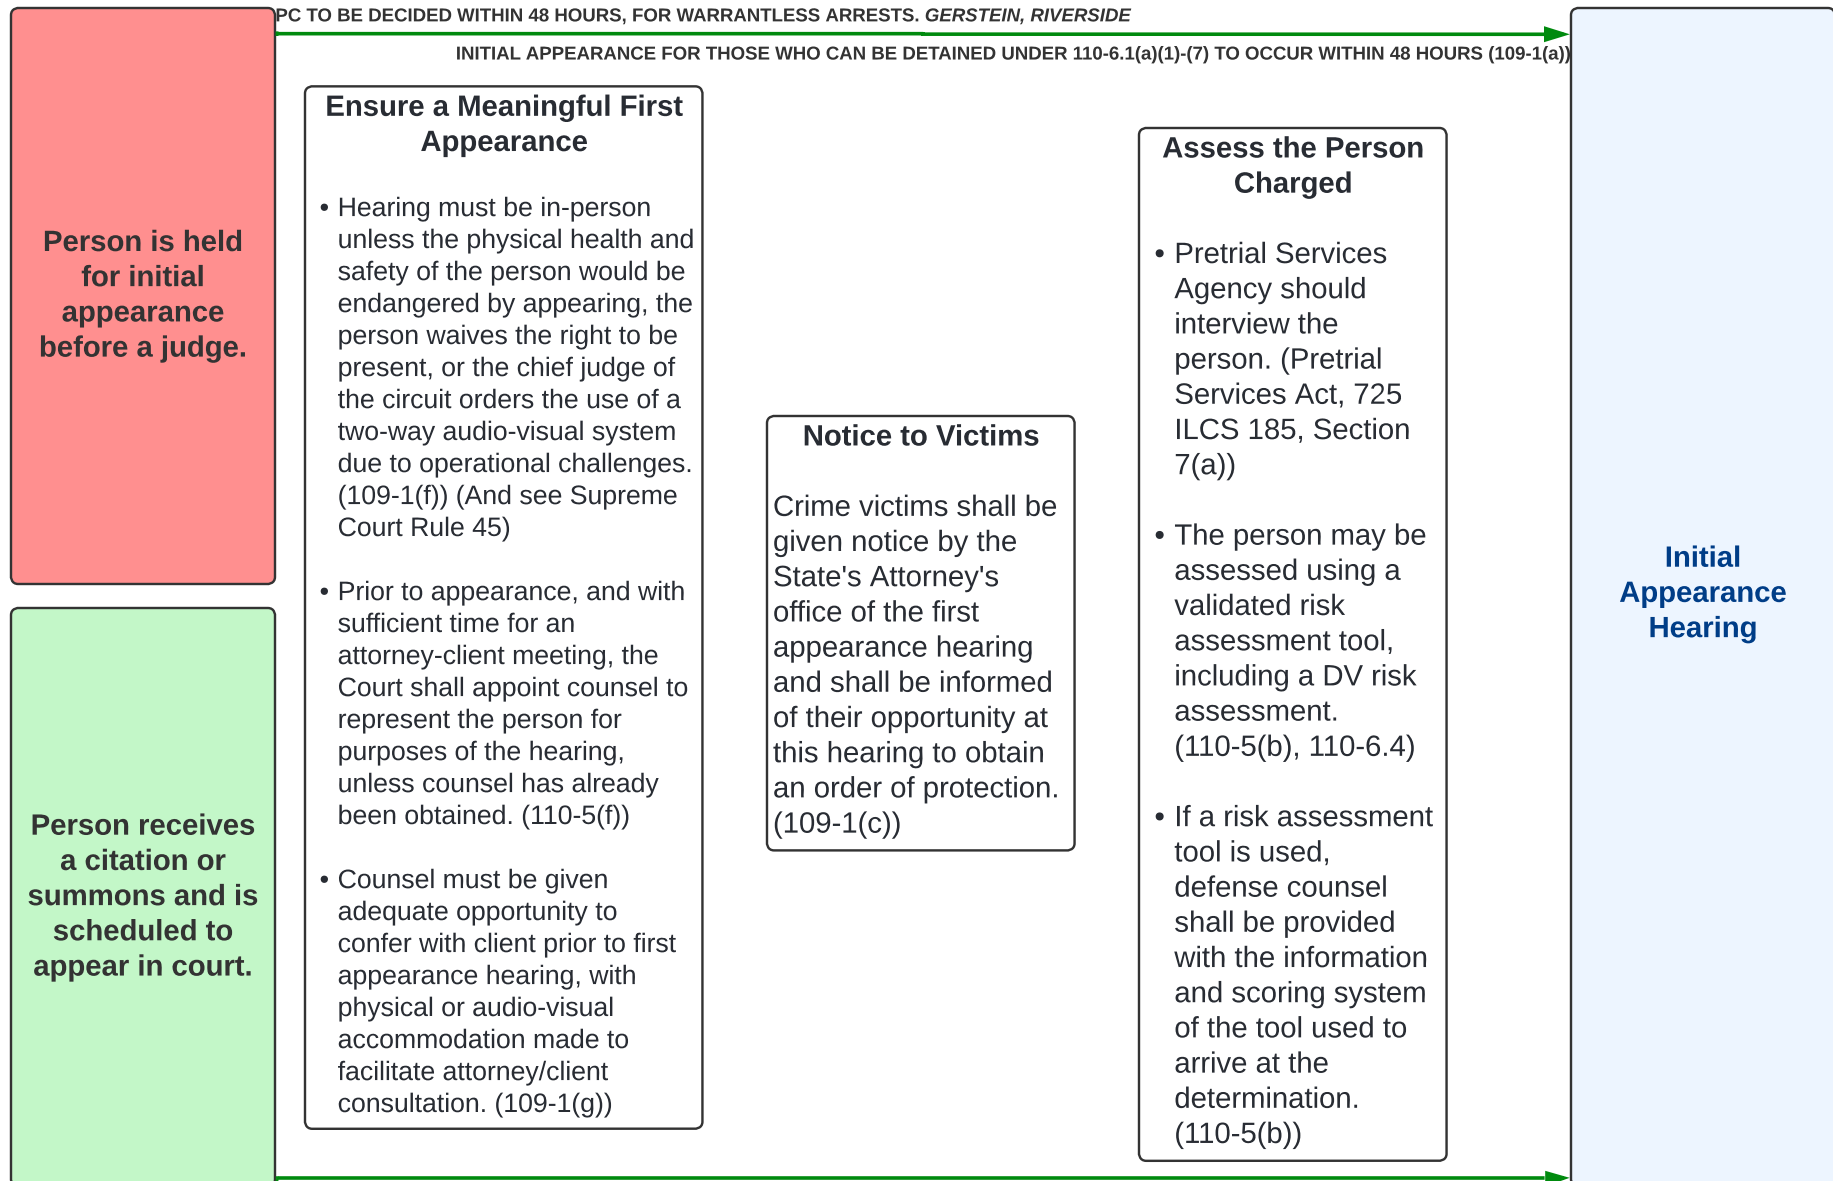 PC TO BE DECIDED WITHIN 48 HOURS, FOR WARRANTLESS ARRESTS. GERSTEIN, RIVERSIDE
INITIAL APPEARANCE FOR THOSE WHO CAN BE DETAINED UNDER 110-6.1(a)(1)-(7) TO OCCUR WITHIN 48 HOURS (109-1(a))
Person is held
for initial
appearance
before a judge.
Person receives
a citation or
summons and is
scheduled to
appear in court.
Ensure a Meaningful First
Appearance
• Hearing must be in-person
unless the physical health and
safety of the person would be
endangered by appearing, the
person waives the right to be
present, or the chief judge of
the circuit orders the use of a
two-way audio-visual system
due to operational challenges.
(109-1(f)) (And see Supreme
Court Rule 45)
• Prior to appearance, and with
sufficient time for an
attorney-client meeting, the
Court shall appoint counsel to
represent the person for
purposes of the hearing,
unless counsel has already
been obtained. (110-5(f))
• Counsel must be given
adequate opportunity to
confer with client prior to first
appearance hearing, with
physical or audio-visual
accommodation made to
facilitate attorney/client
consultation. (109-1(g))
Notice to Victims
Crime victims shall be
given notice by the
State's Attorney's
office of the first
appearance hearing
and shall be informed
of their opportunity at
this hearing to obtain
an order of protection.
(109-1(c))
Assess the Person
Charged
• Pretrial Services
Agency should
interview the
person. (Pretrial
Services Act, 725
ILCS 185, Section
7(a))
• The person may be
assessed using a
validated risk
assessment tool,
including a DV risk
assessment.
(110-5(b), 110-6.4)
• If a risk assessment
tool is used,
defense counsel
shall be provided
with the information
and scoring system
of the tool used to
arrive at the
determination.
(110-5(b))
Initial
Appearance
Hearing